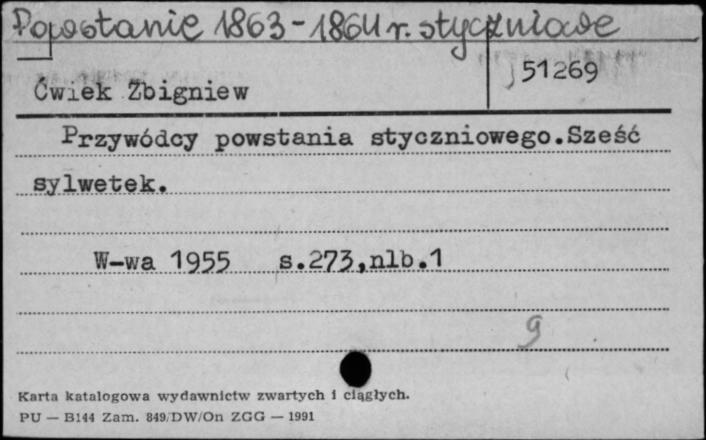 Powstanie 1863-1864 r. styczniowe
51269
Ćwiek Zbigniew
Przywódcy powstania styczniowego.Sześć
sylwetek.
W-wa 1955 s.273,nlb.1
9
Karta katalogowa wydawnictw zwartych i ciągłych.
PU — B144 Zam. 849/DW/On ZGG — 1991